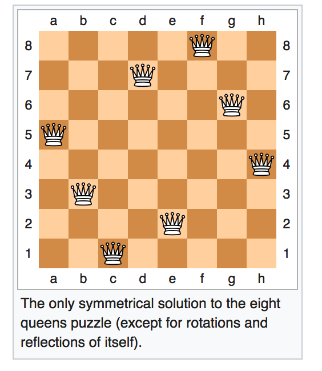 a b c d e f g h
8 8
7 7
6 6
5 5
4 4
3 3
2 2
1 1
a b c d e f g h
The only symmetrical solution to the eight
queens puzzle (except for rotations and
reflections of itself).